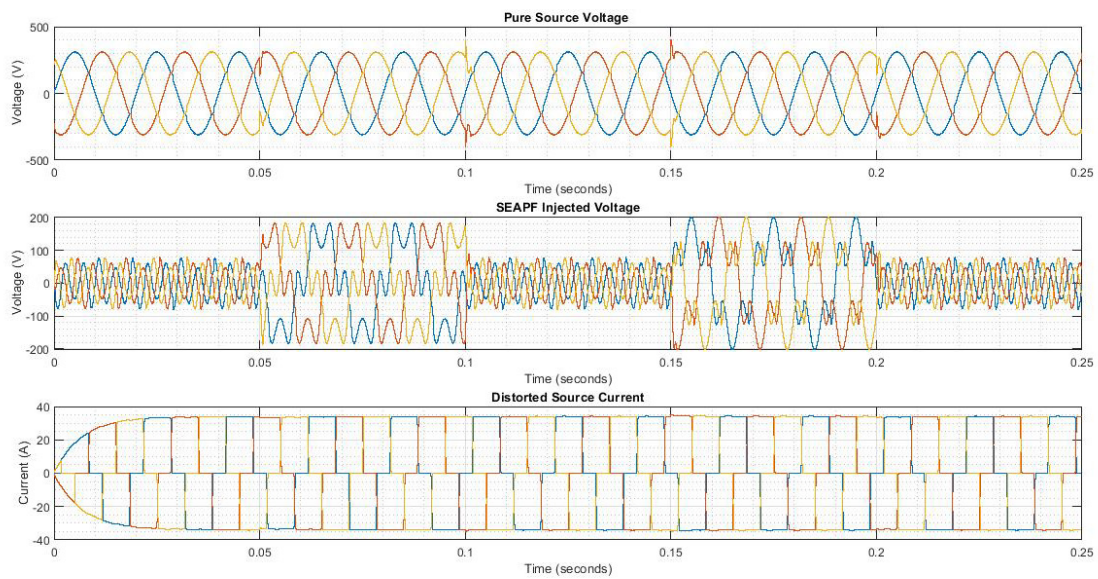 Pure Source Voltage
500
0
-500
Voltage (V)
0 0.05 0.1 0.15 0.2 0.25
Time (seconds)
SEAPF Injected Voltage
200
100
0
-100
-200
Voltage (V)
0 0.05 0.1 0.15 0.2 0.25
Time (seconds)
Distorted Source Current
40
20
0
-20
-40
Current (A)
0 0.05 0.1 0.15 0.2 0.25
Time (seconds)